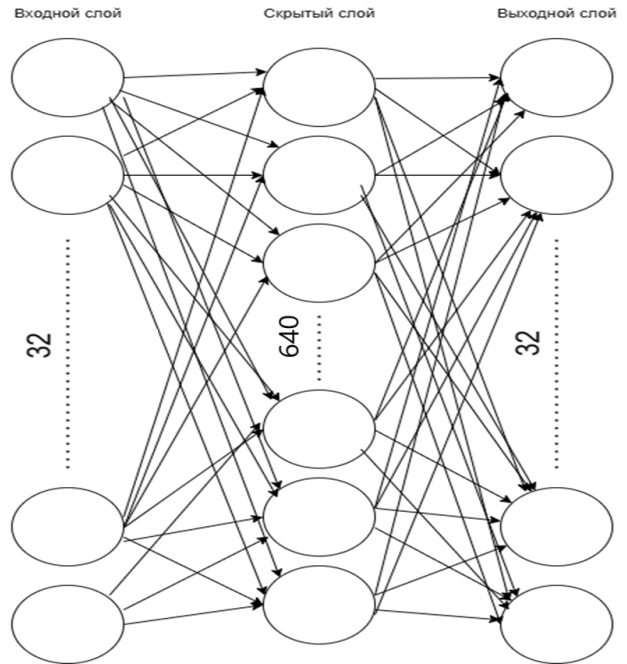 Входной слой
Скрытый слой
Выходной слой
32
640
32